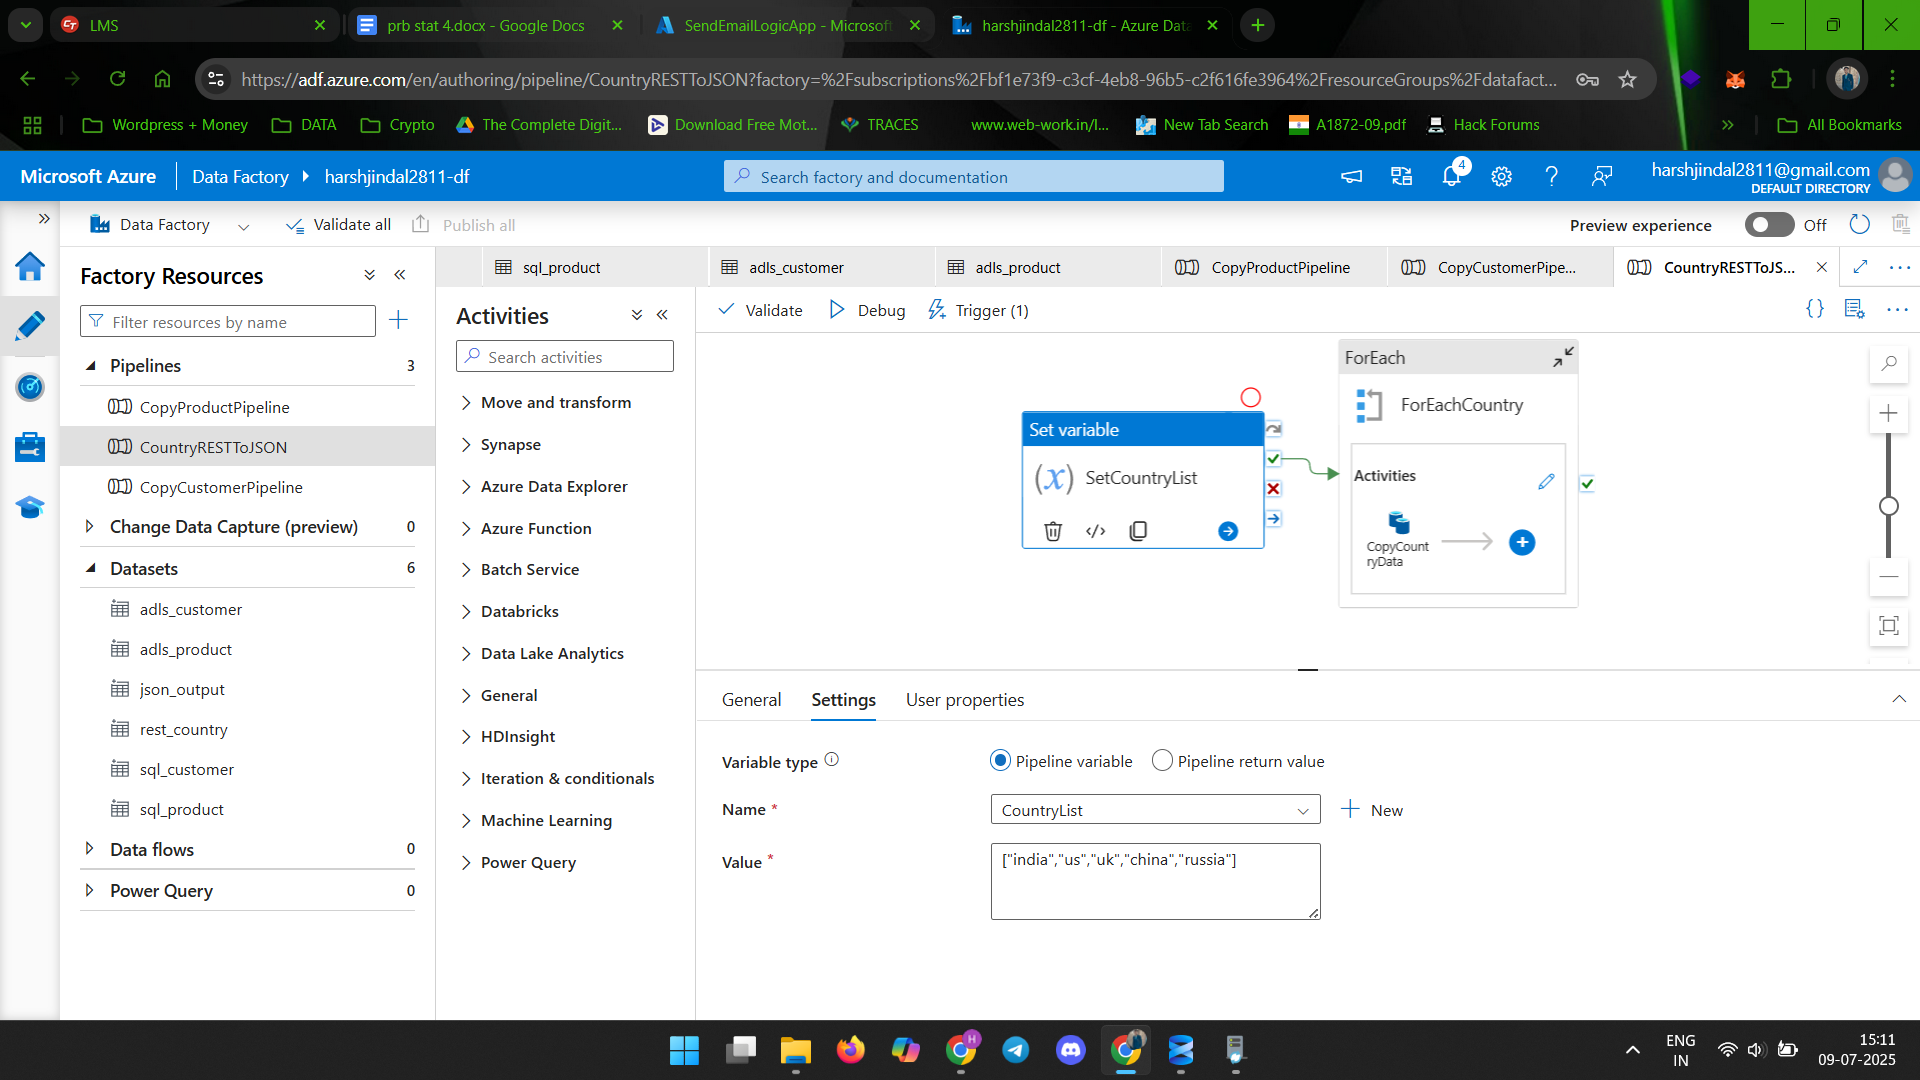 LMS
prb stat 4.docx - Google Docs
SendEmailLogicApp - Microsoft
harshjindal2811-df - Azure Data
https://adf.azure.com/en/authoring/pipeline/CountryRESTToJSON?factory=%2Fsubscriptions%2Fbf1e73f9-c3cf-4eb8-96b5-c2f616fe3964%2FresourceGroups%2Fdatafact...
Wordpress + Money
DATA
Crypto
The Complete Digit...
Download Free Mot...
TRACES
www.web-work.in/l...
New Tab Search
A1872-09.pdf
Hack Forums
All Bookmarks
Microsoft Azure
Data Factory
harshjindal2811-df
Search factory and documentation
4
harshjindal2811@gmail.com
DEFAULT DIRECTORY
Data Factory
Validate all
Publish all
Preview experience
Off
Factory Resources
Filter resources by name
Pipelines 3
CopyProductPipeline
CountryRESTToJSON
CopyCustomerPipeline
Change Data Capture (preview) 0
Datasets 6
adls_customer
adls_product
json_output
rest_country
sql_customer
sql_product
Data flows 0
Power Query 0
sql_product
adls_customer
adls_product
CopyProductPipeline
CopyCustomerPipe...
CountryRESTToJS...
Activities
Search activities
Move and transform
Synapse
Azure Data Explorer
Azure Function
Batch Service
Databricks
Data Lake Analytics
General
HDInsight
Iteration & conditionals
Machine Learning
Power Query
Validate
Debug
Trigger (1)
Set variable
(x) SetCountryList
ForEach
ForEachCountry
Activities
CopyCount
ryData
General
Settings
User properties
Variable type
Pipeline variable
Pipeline return value
Name *
CountryList
New
Value *
["india","us","uk","china","russia"]
H
ENG
IN
15:11
09-07-2025